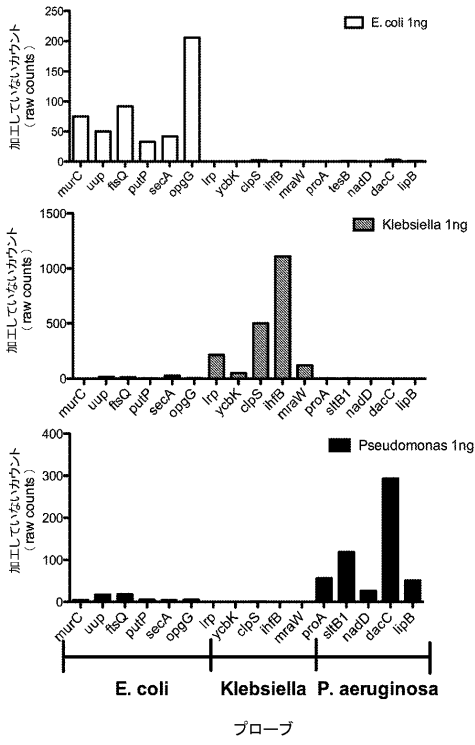 加工していないカウント
（raw counts）
250
200
150
100
50
0
E. coli 1ng
murC uup ftsQ putP secA opgG lrp ycbK clpS ihfB mraW proA tesB nadD dacC lipB
加工していないカウント
（raw counts）
1500
1000
500
0
Klebsiella 1ng
murC uup ftsQ putP secA opgG lrp ycbK clpS ihfB mraW proA sltB1 nadD dacC lipB
加工していないカウント
（raw counts）
400
300
200
100
0
Pseudomonas 1ng
murC uup ftsQ putP secA opgG lrp ycbK clpS ihfB mraW proA sltB1 nadD dacC lipB
E. coli Klebsiella P. aeruginosa
プローブ